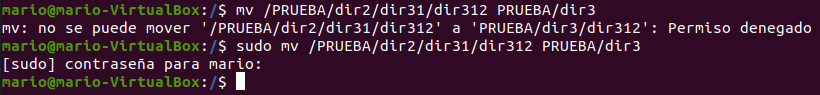 mario@mario-VirtualBox:/$ mv /PRUEBA/dir2/dir31/dir312 PRUEBA/dir3
mv: no se puede mover '/PRUEBA/dir2/dir31/dir312' a 'PRUEBA/dir3/dir312': Permiso denegado
mario@mario-VirtualBox:/$ sudo mv /PRUEBA/dir2/dir31/dir312 PRUEBA/dir3
[sudo] contraseña para mario:
mario@mario-VirtualBox:/$